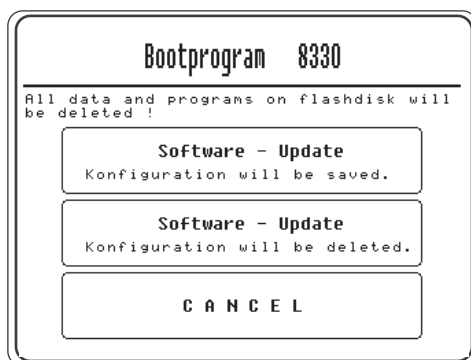 Bootprogram 8330
All data and programs on flashdisk will
be deleted !
Software - Update
Konfiguration will be saved.
Software - Update
Konfiguration will be deleted.
C A N C E L